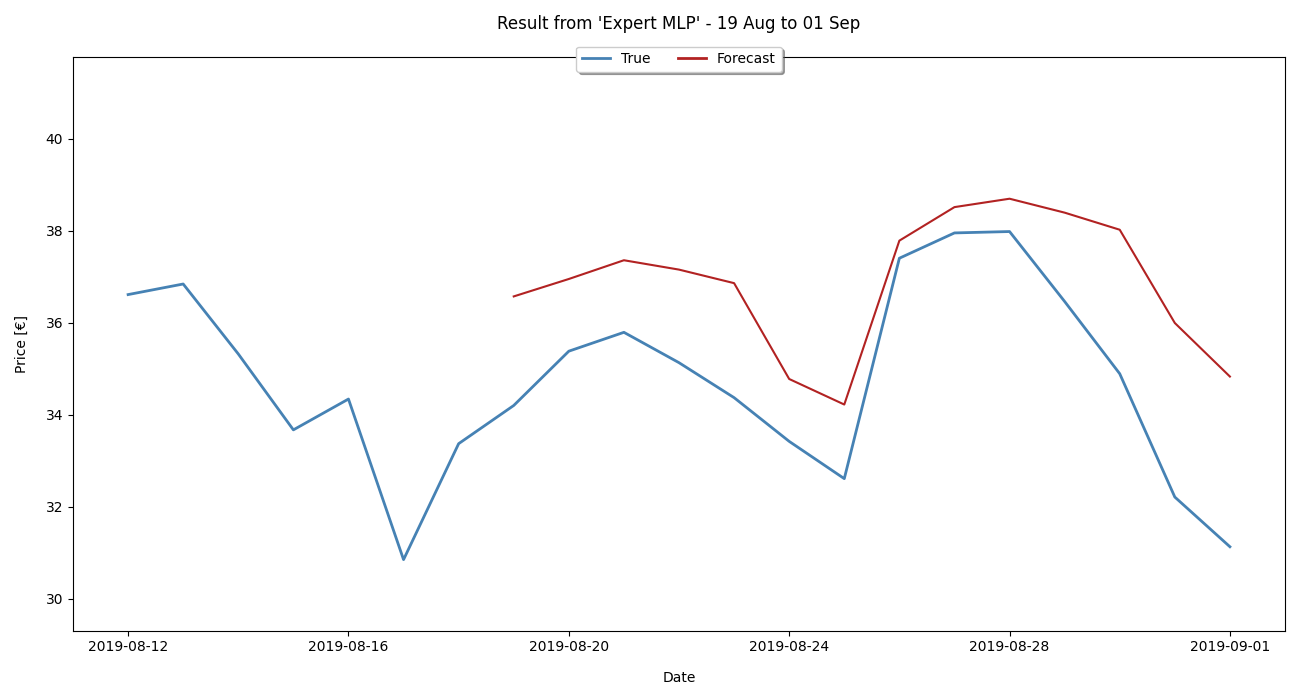 Result from 'Expert MLP' - 19 Aug to 01 Sep
True Forecast
40
38
36
34
32
30
Price [€]
2019-08-12 2019-08-16 2019-08-20 2019-08-24 2019-08-28 2019-09-01
Date